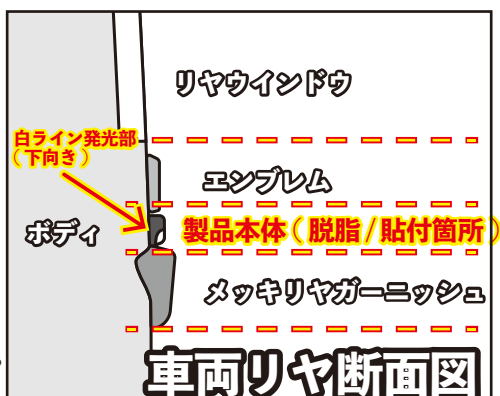 リヤウインドウ
白ライン発光部
(下向き)
エンブレム
ボディ
製品本体(脱脂/貼付箇所)
メッキリヤガーニッシュ
車両リヤ断面図